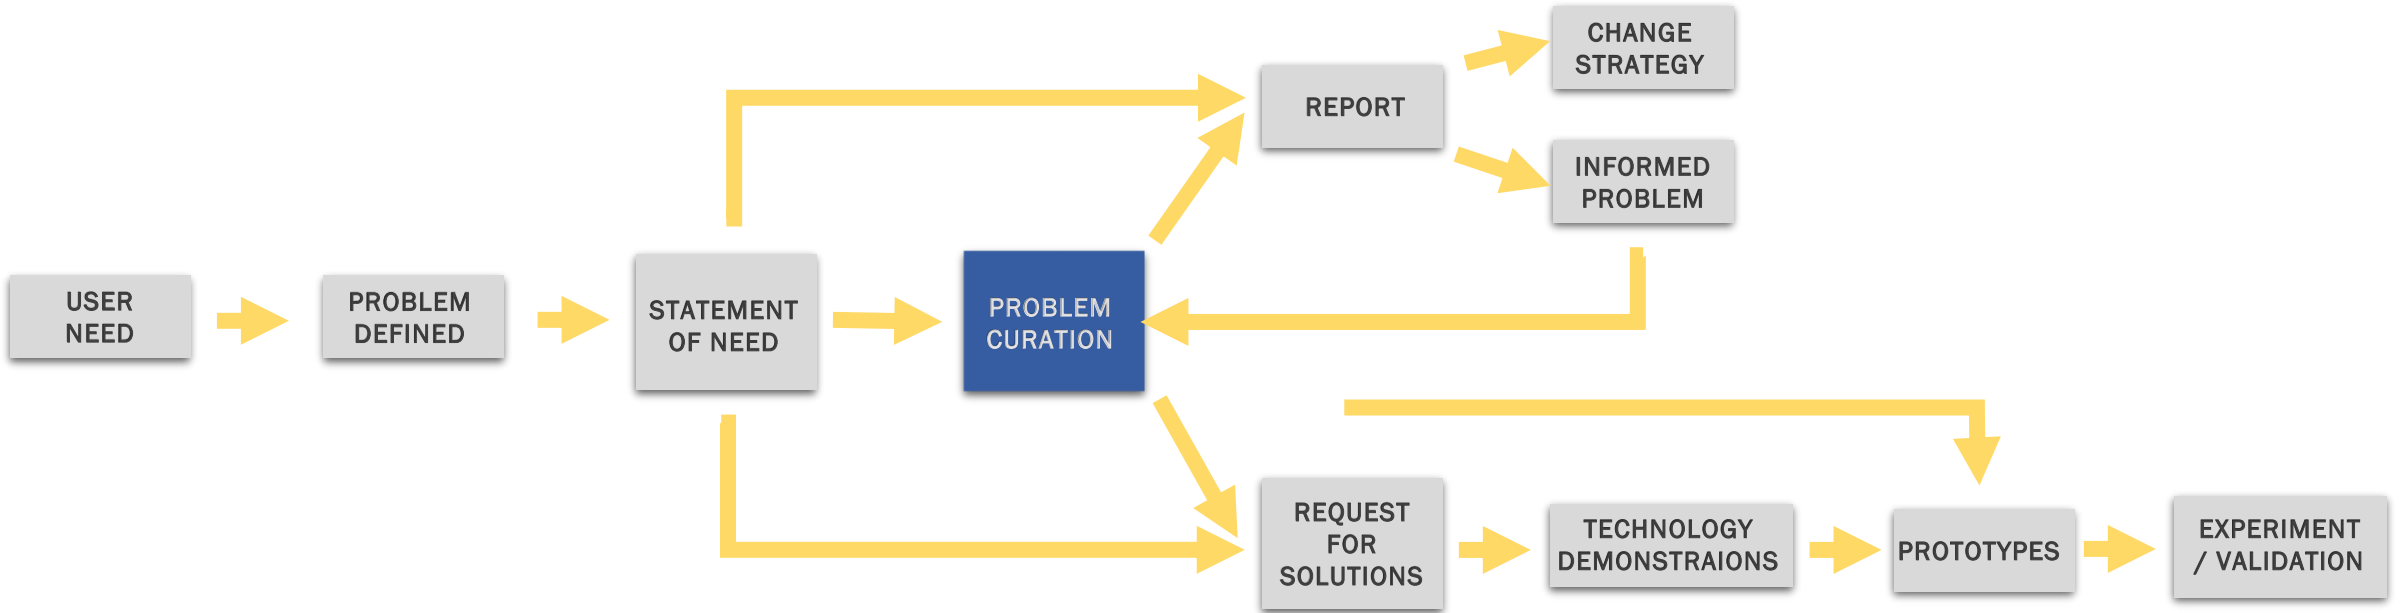 CHANGE
STRATEGY
REPORT
INFORMED
PROBLEM
USER
NEED
PROBLEM
DEFINED
STATEMENT
OF NEED
PROBLEM
CURATION
REQUEST
FOR
SOLUTIONS
TECHNOLOGY
DEMONSTRAIONS
PROTOTYPES
EXPERIMENT
/ VALIDATION